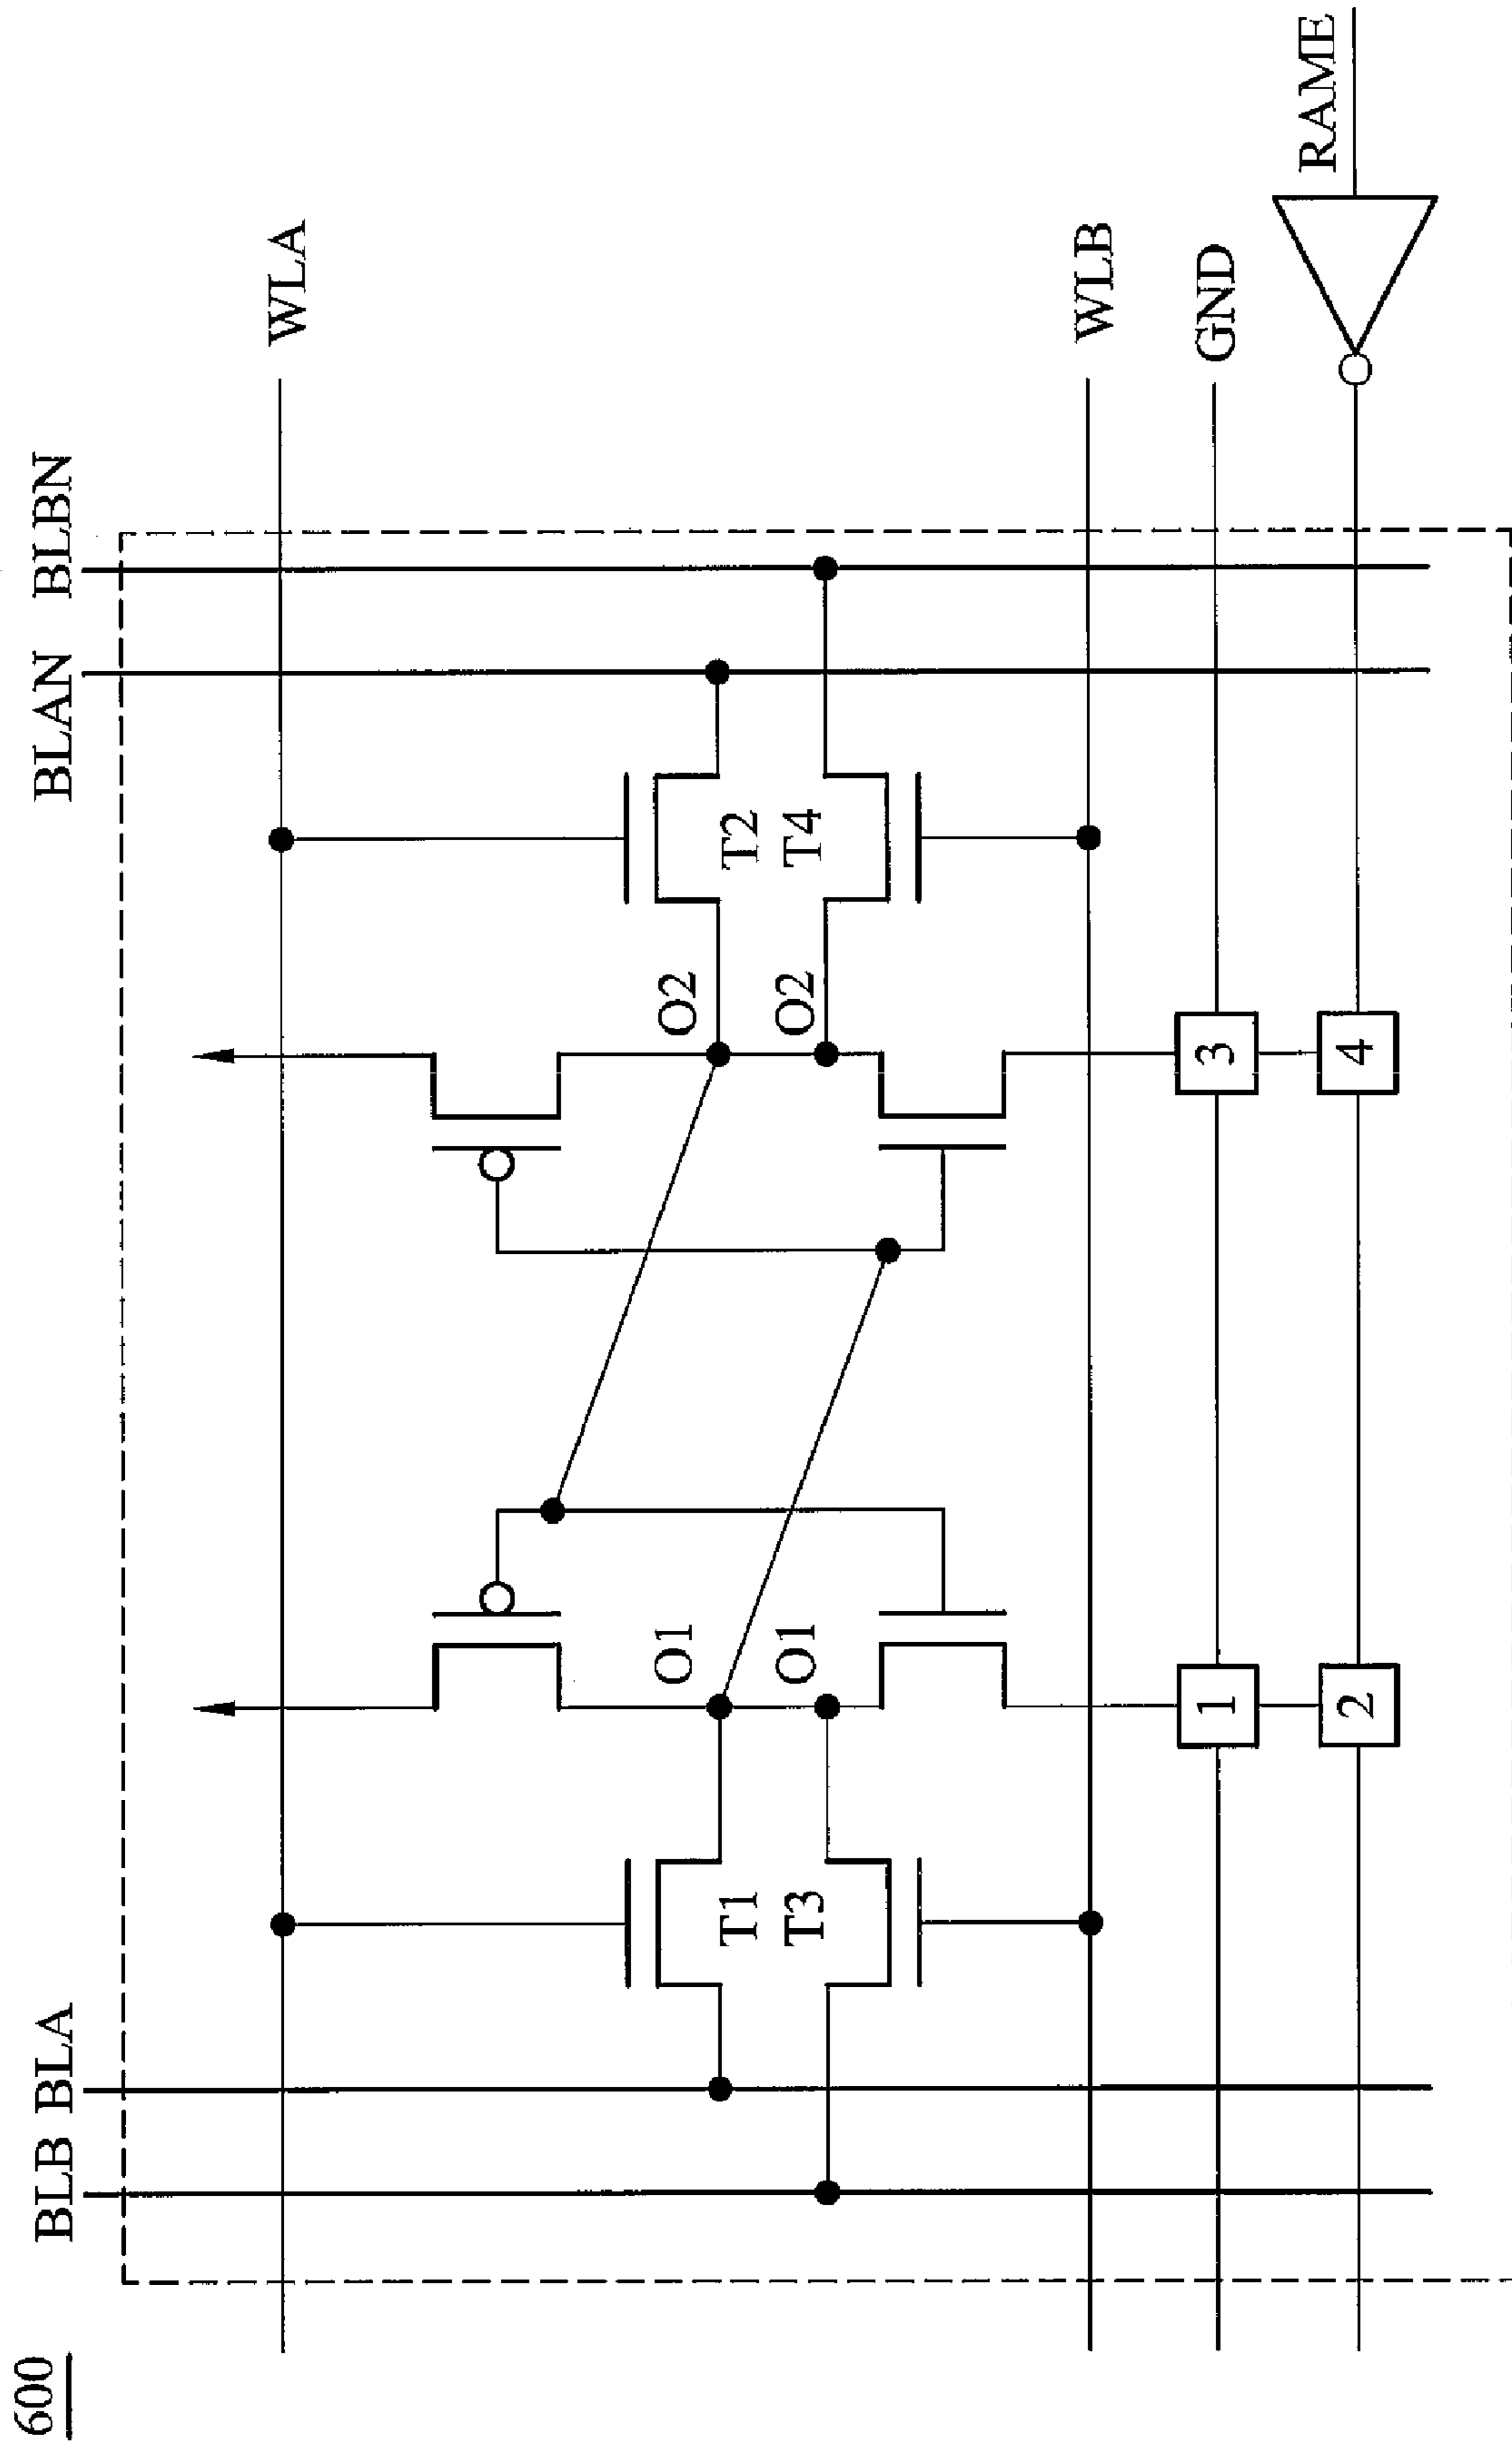 600
BLB BLA BLAN BLBN
WLA
O1 O2
T1 T2
T3 T4
O1 O2
WLB
1 3 GND
2 4 RAME